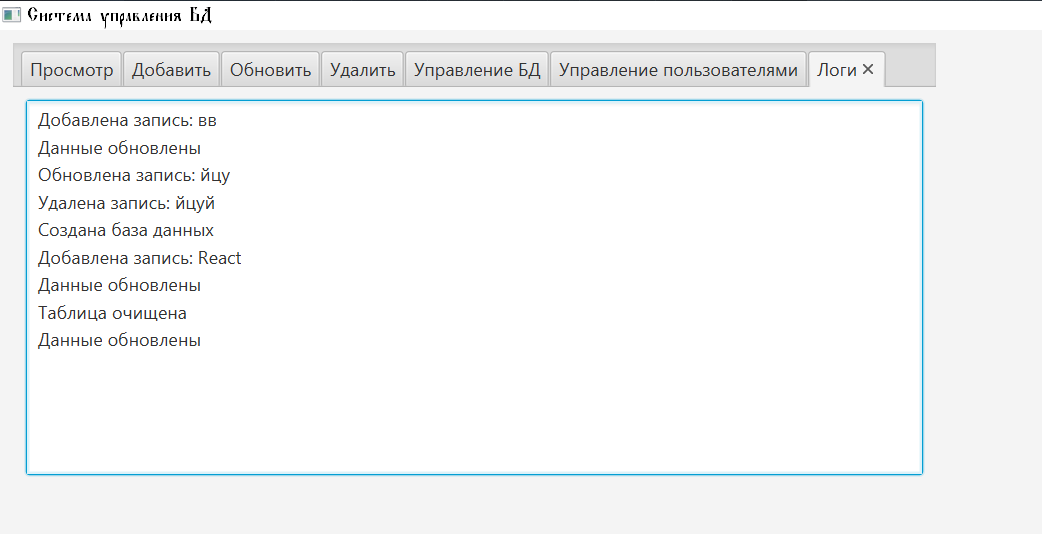 Система управления БД
Просмотр Добавить Обновить Удалить Управление БД Управление пользователями Логи
Добавлена запись: вв
Данные обновлены
Обновлена запись: йцу
Удалена запись: йцуй
Создана база данных
Добавлена запись: React
Данные обновлены
Таблица очищена
Данные обновлены